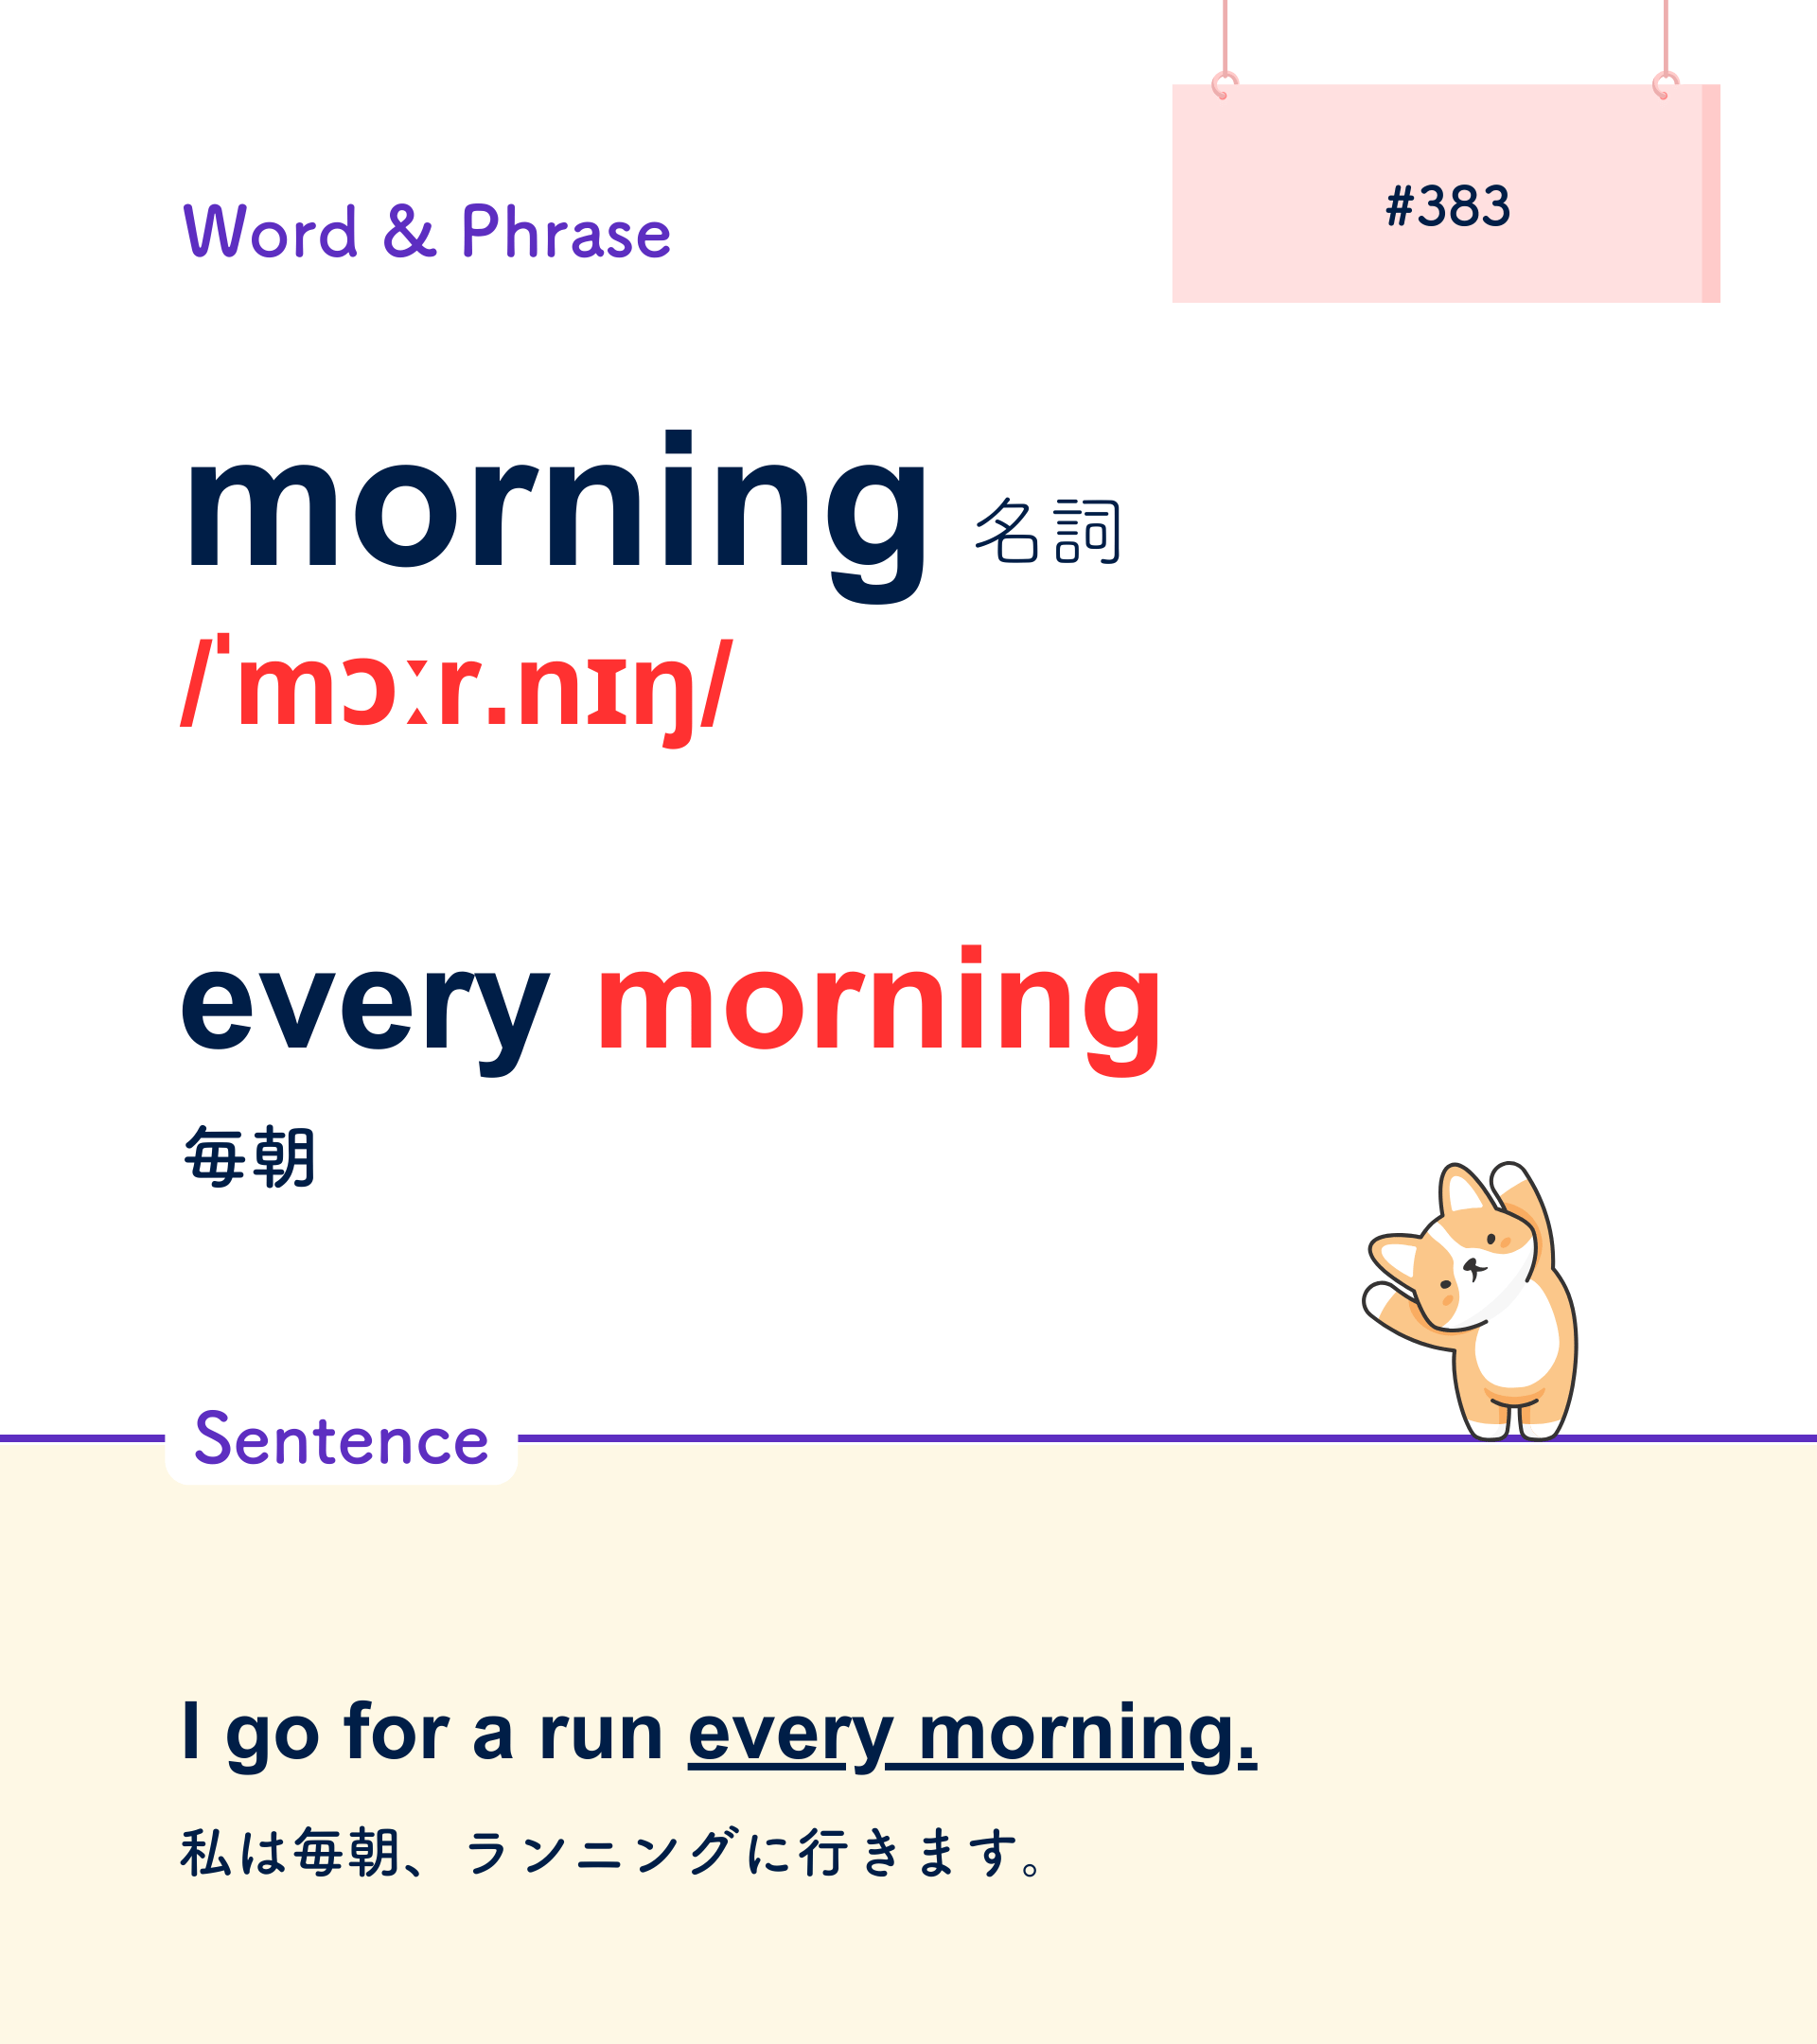 #383
Word & Phrase
morning 名詞
/ˈmɔːr.nɪŋ/
every morning
毎朝
Sentence
I go for a run every morning.
私は毎朝、ランニングに行きます。